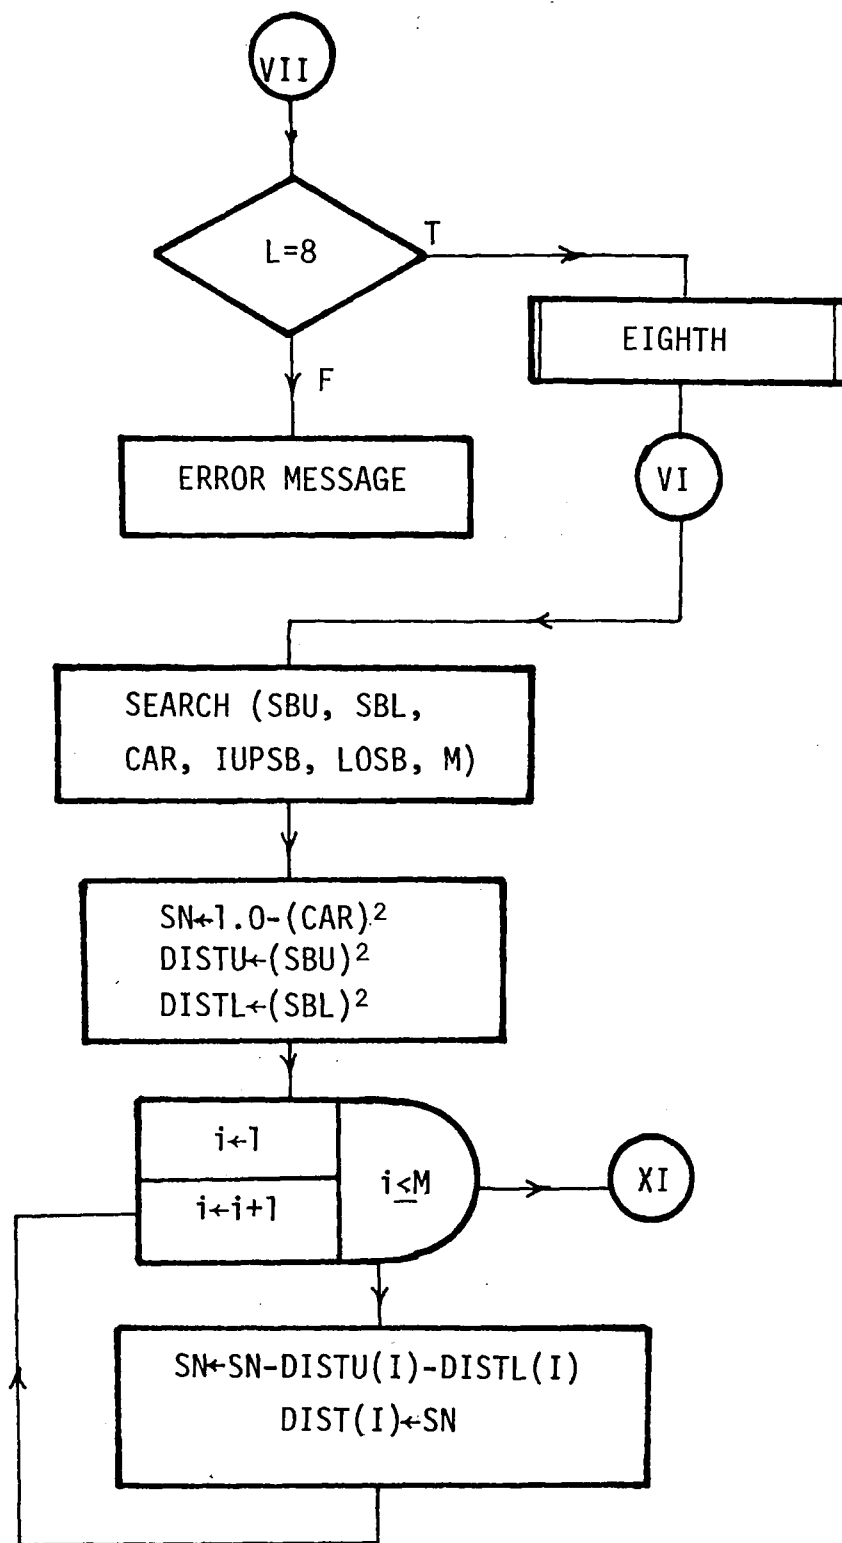 VII
L=8
T
EIGHTH
F
ERROR MESSAGE
VI
SEARCH (SBU, SBL,
CAR, IUPSB, LOSB, M)
SN←1.0-(CAR)²
DISTU←(SBU)²
DISTL←(SBL)²
i←1
i←i+1
i≤M
XI
SN←SN-DISTU(I)-DISTL(I)
DIST(I)←SN